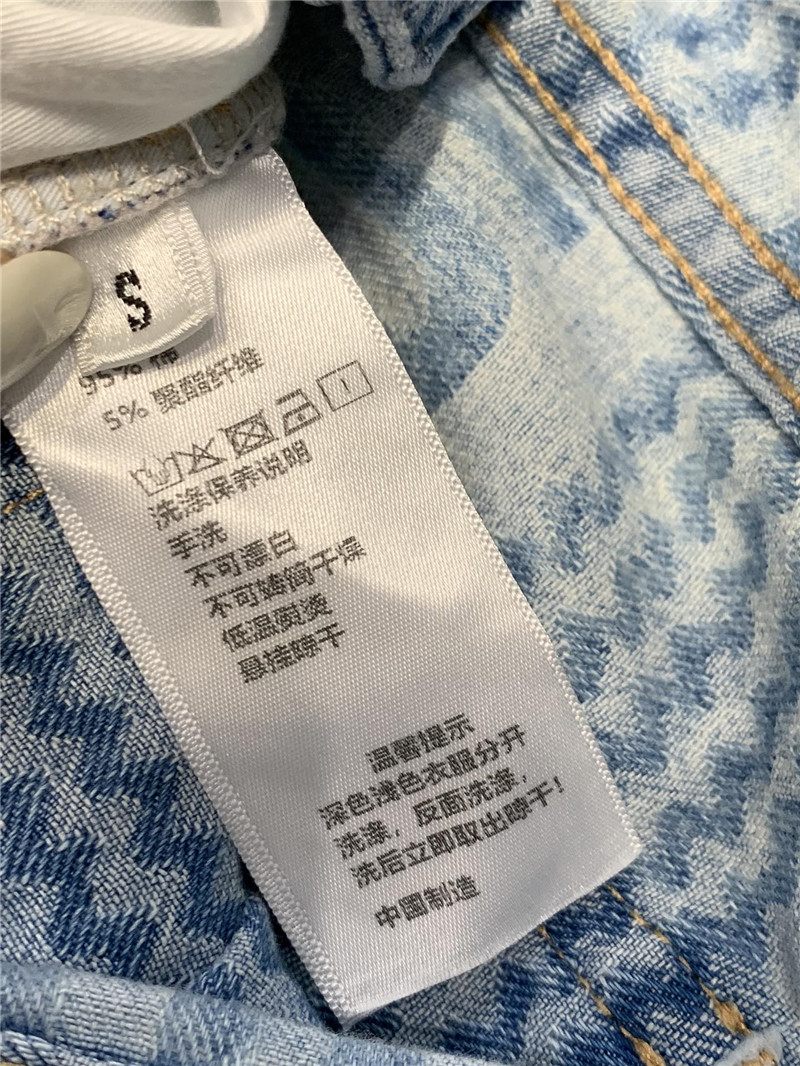 S
95% 棉
5% 聚酯纤维
洗涤保养说明
手洗
不可漂白
不可转筒干燥
低温熨烫
悬挂晾干
温馨提示
深色浅色衣服分开
洗涤，反面洗涤，
洗后立即取出晾干！
中国制造